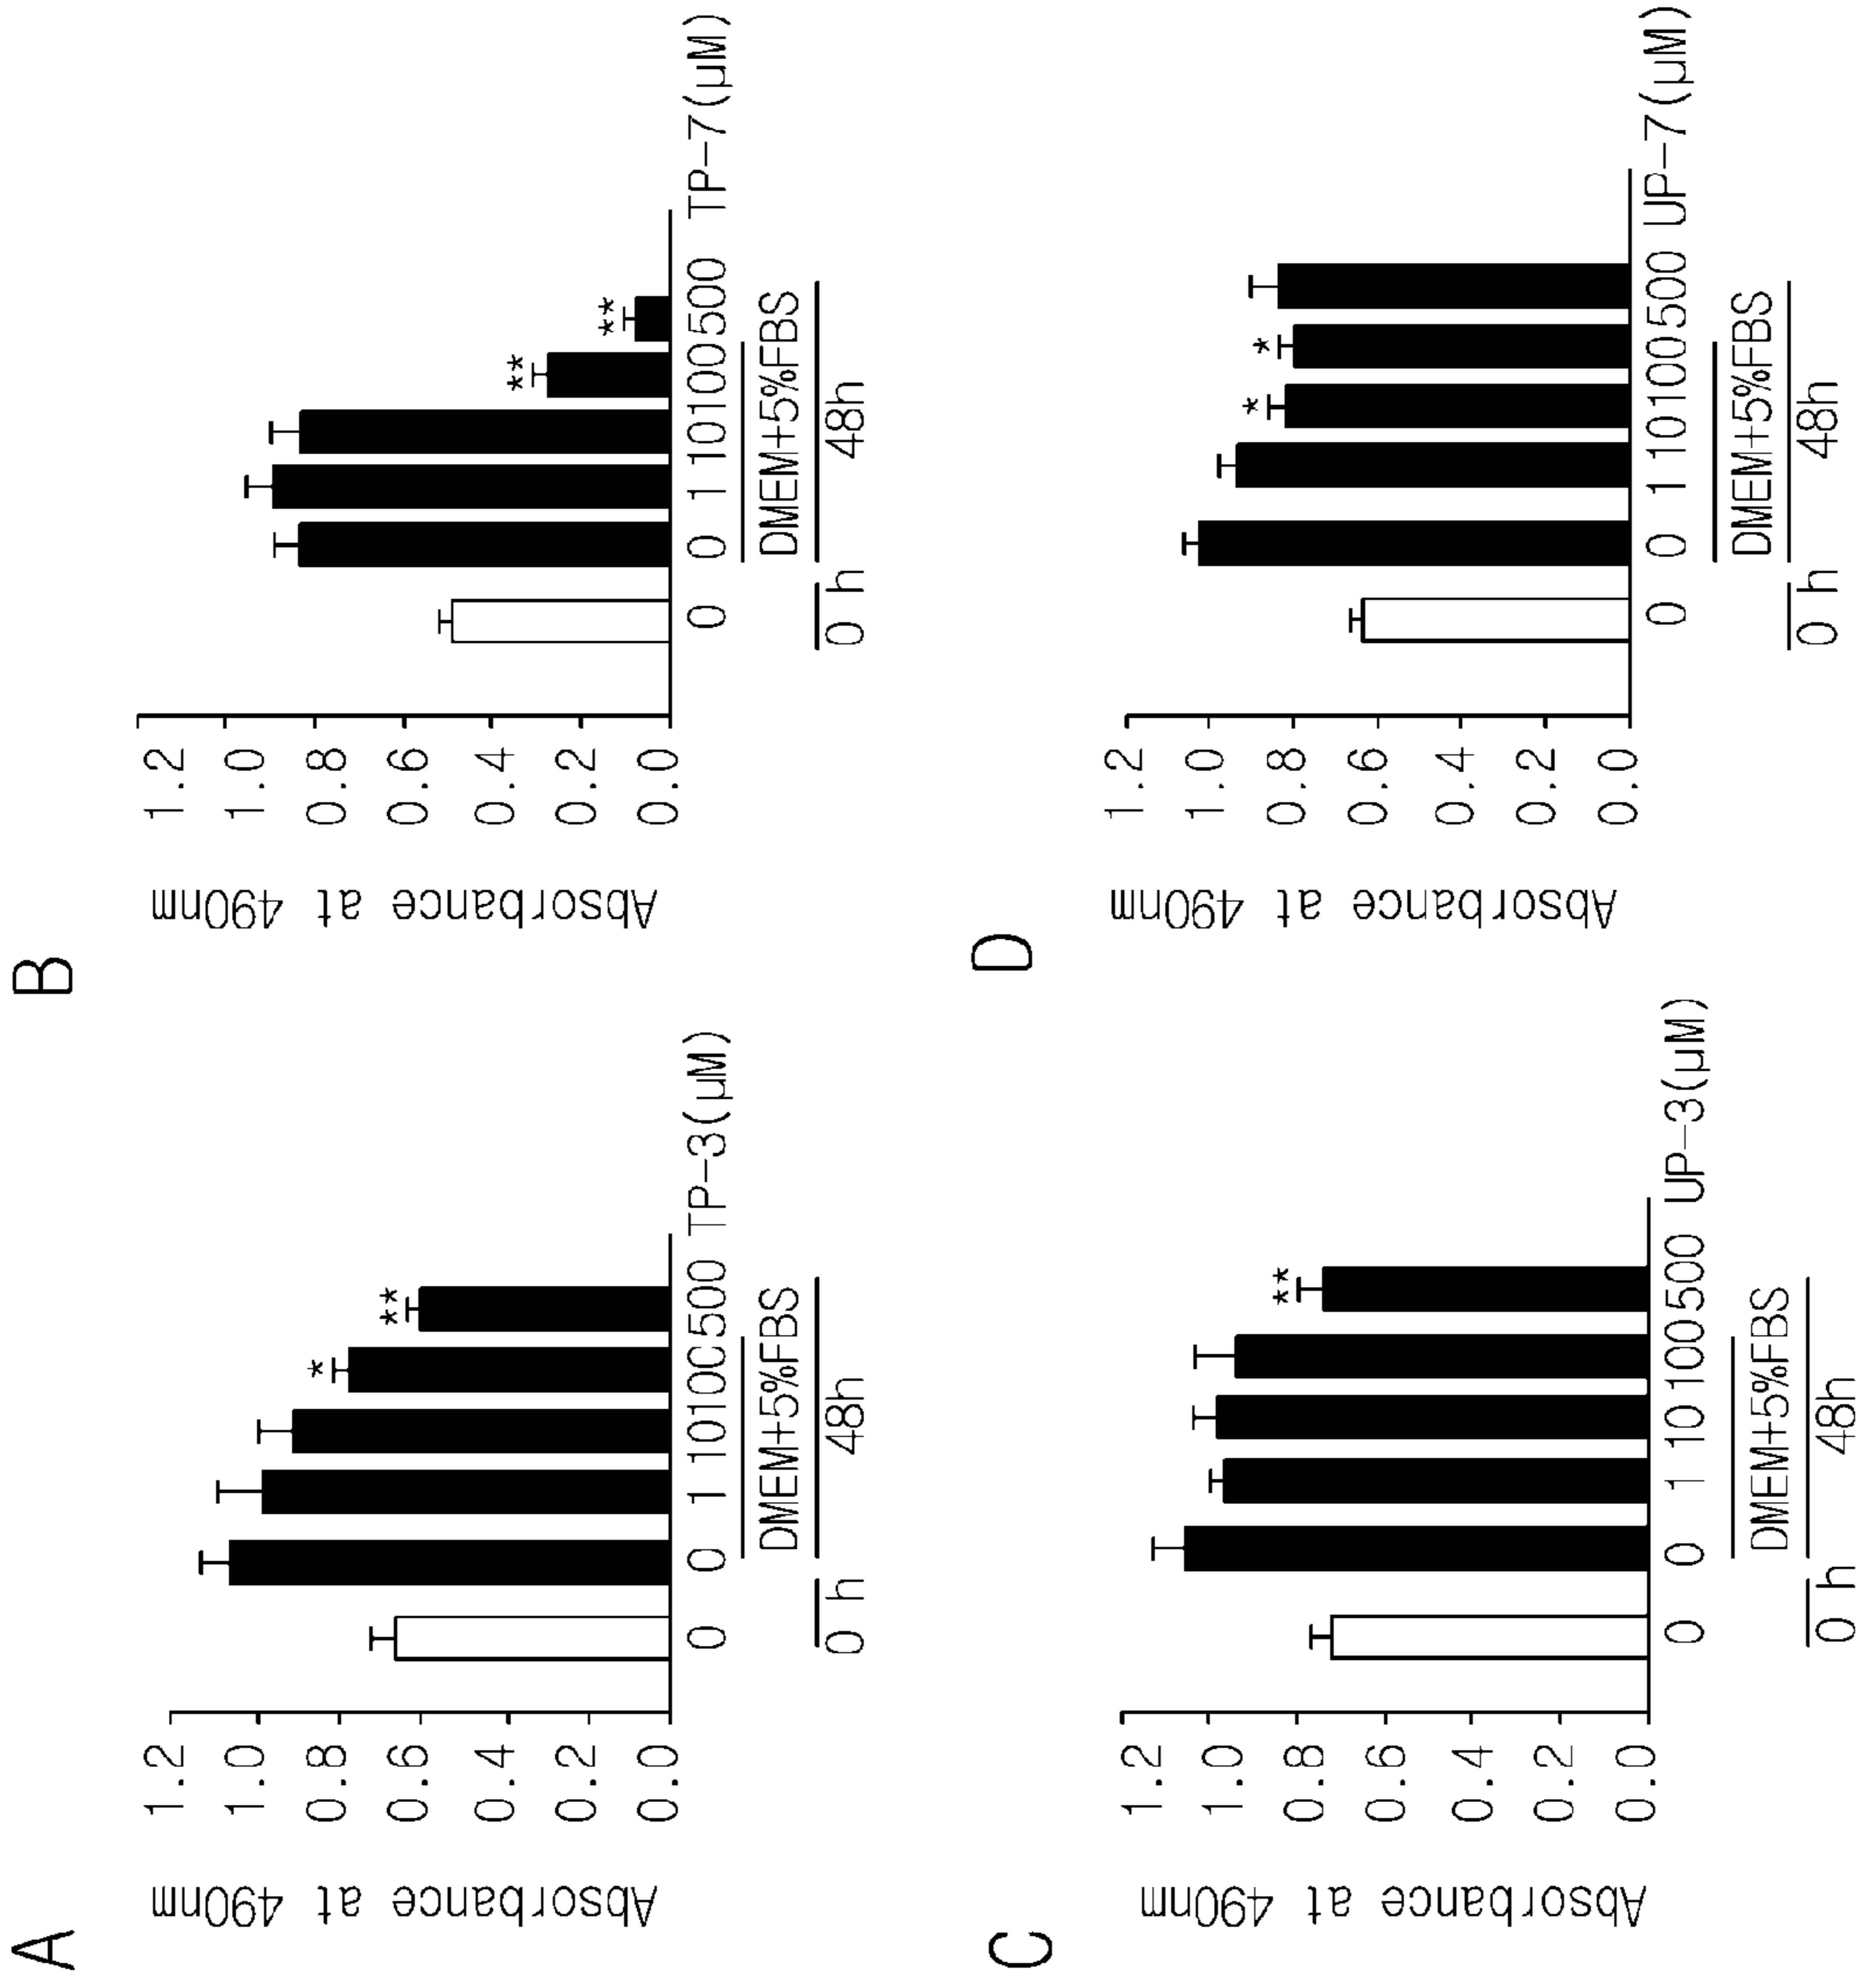 A
Absorbance at 490nm
1.2
1.0
0.8
0.6
0.4
0.2
0.0
* **
0 0 1 10 100 500 TP-3(μM)
DMEM+5%FBS
0 h 48h
B
Absorbance at 490nm
1.2
1.0
0.8
0.6
0.4
0.2
0.0
** **
0 0 1 10 100 500 TP-7(μM)
DMEM+5%FBS
0 h 48h
C
Absorbance at 490nm
1.2
1.0
0.8
0.6
0.4
0.2
0.0
**
0 0 1 10 100 500 UP-3(μM)
DMEM+5%FBS
0 h 48h
D
Absorbance at 490nm
1.2
1.0
0.8
0.6
0.4
0.2
0.0
* *
0 0 1 10 100 500 UP-7(μM)
DMEM+5%FBS
0 h 48h